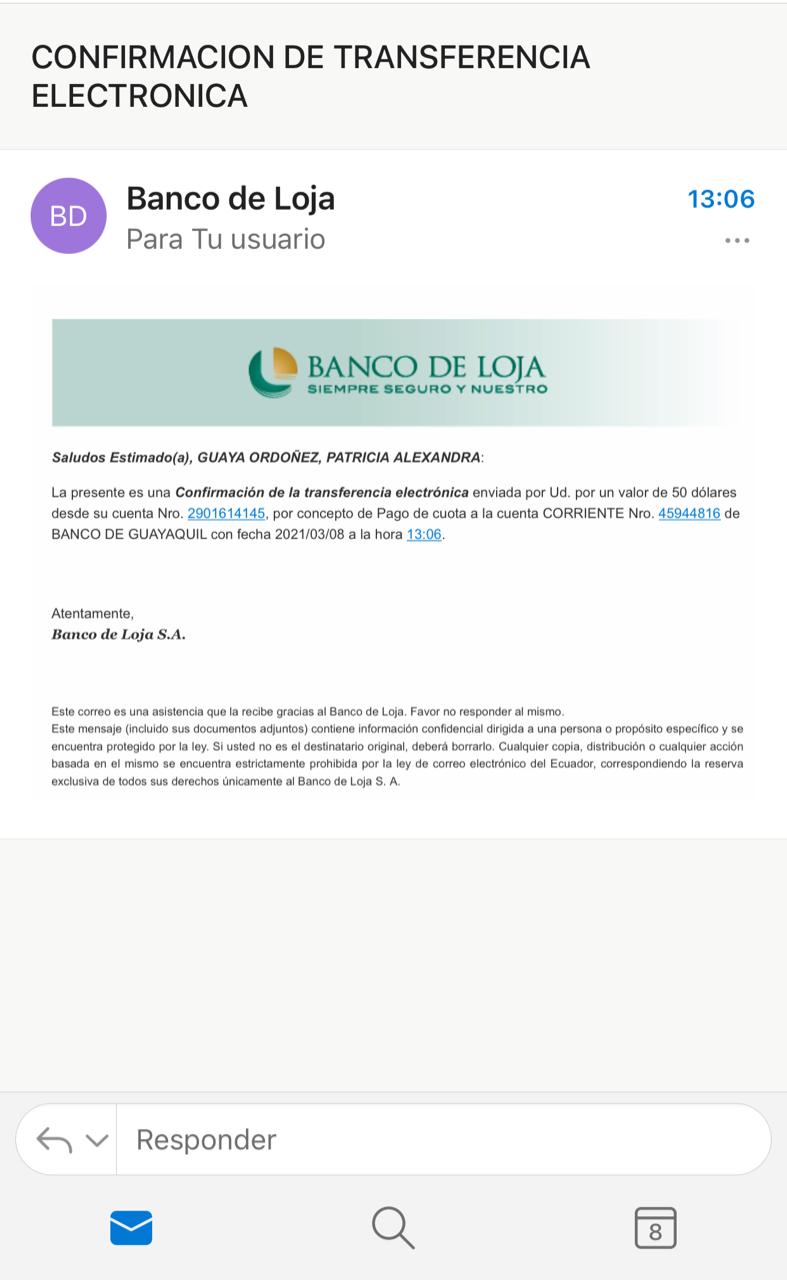 CONFIRMACION DE TRANSFERENCIA
ELECTRONICA
BD
Banco de Loja
13:06
Para Tu usuario
BANCO DE LOJA
SIEMPRE SEGURO Y NUESTRO
Saludos Estimado(a), GUAYA ORDOÑEZ, PATRICIA ALEXANDRA:
La presente es una Confirmación de la transferencia electrónica enviada por Ud. por un valor de 50 dólares
desde su cuenta Nro. 2901614145, por concepto de Pago de cuota a la cuenta CORRIENTE Nro. 45944816 de
BANCO DE GUAYAQUIL con fecha 2021/03/08 a la hora 13:06.
Atentamente,
Banco de Loja S.A.
Este correo es una asistencia que la recibe gracias al Banco de Loja. Favor no responder al mismo.
Este mensaje (incluido sus documentos adjuntos) contiene información confidencial dirigida a una persona o propósito específico y se
encuentra protegido por la ley. Si usted no es el destinatario original, deberá borrarlo. Cualquier copia, distribución o cualquier acción
basada en el mismo se encuentra estrictamente prohibida por la ley de correo electrónico del Ecuador, correspondiendo la reserva
exclusiva de todos sus derechos únicamente al Banco de Loja S. A.
Responder
8